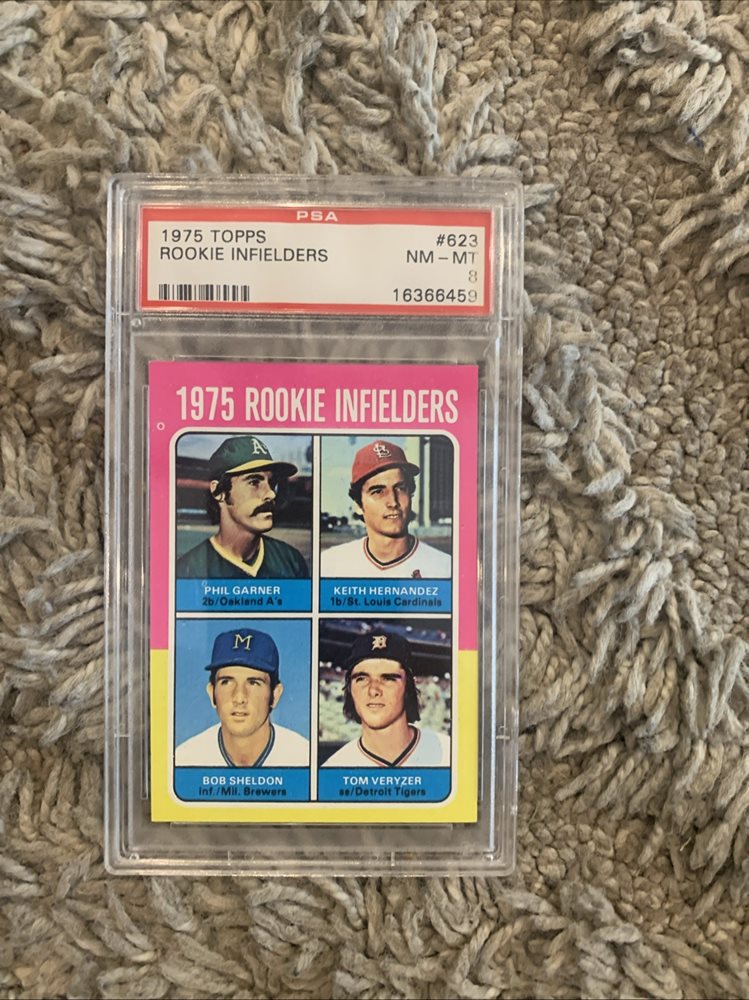 PSA
1975 TOPPS #623
ROOKIE INFIELDERS NM - MT
8
16366459
1975 ROOKIE INFIELDERS
A's
StL
PHIL GARNER
2b/Oakland A's
KEITH HERNANDEZ
1b/St. Louis Cardinals
M
D
BOB SHELDON
inf./Mil. Brewers
TOM VERYZER
ss/Detroit Tigers